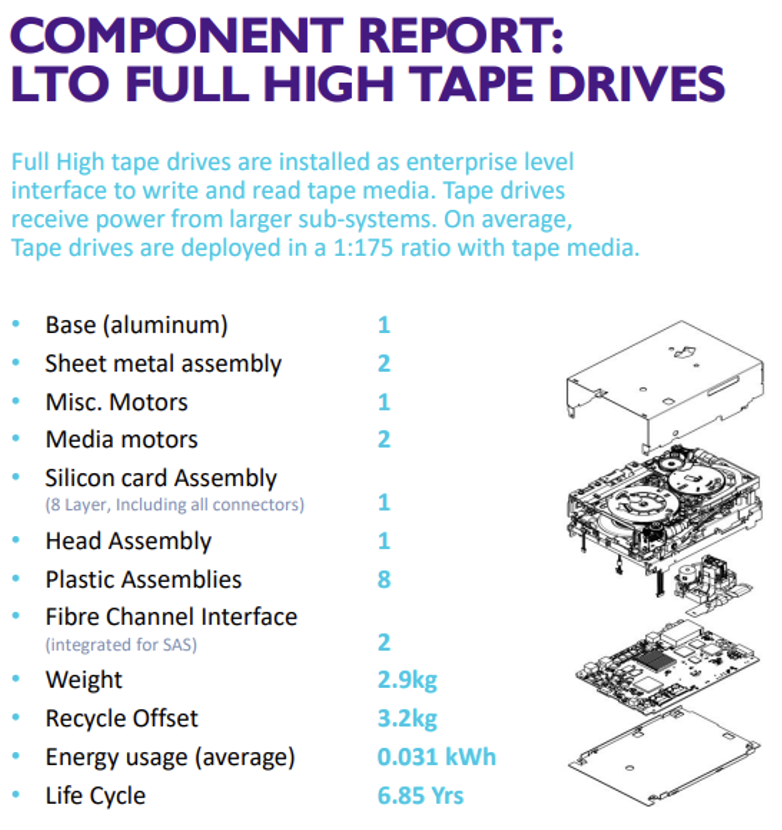 COMPONENT REPORT:
LTO FULL HIGH TAPE DRIVES
Full High tape drives are installed as enterprise level
interface to write and read tape media. Tape drives
receive power from larger sub-systems. On average,
Tape drives are deployed in a 1:175 ratio with tape media.
• Base (aluminum) 1
• Sheet metal assembly 2
• Misc. Motors 1
• Media motors 2
• Silicon card Assembly
(8 Layer, Including all connectors) 1
• Head Assembly 1
• Plastic Assemblies 8
• Fibre Channel Interface
(integrated for SAS) 2
• Weight 2.9kg
• Recycle Offset 3.2kg
• Energy usage (average) 0.031 kWh
• Life Cycle 6.85 Yrs